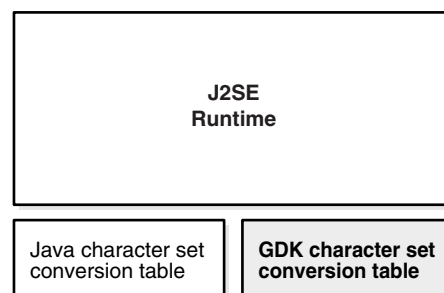 J2SE
Runtime
Java character set
conversion table
GDK character set
conversion table